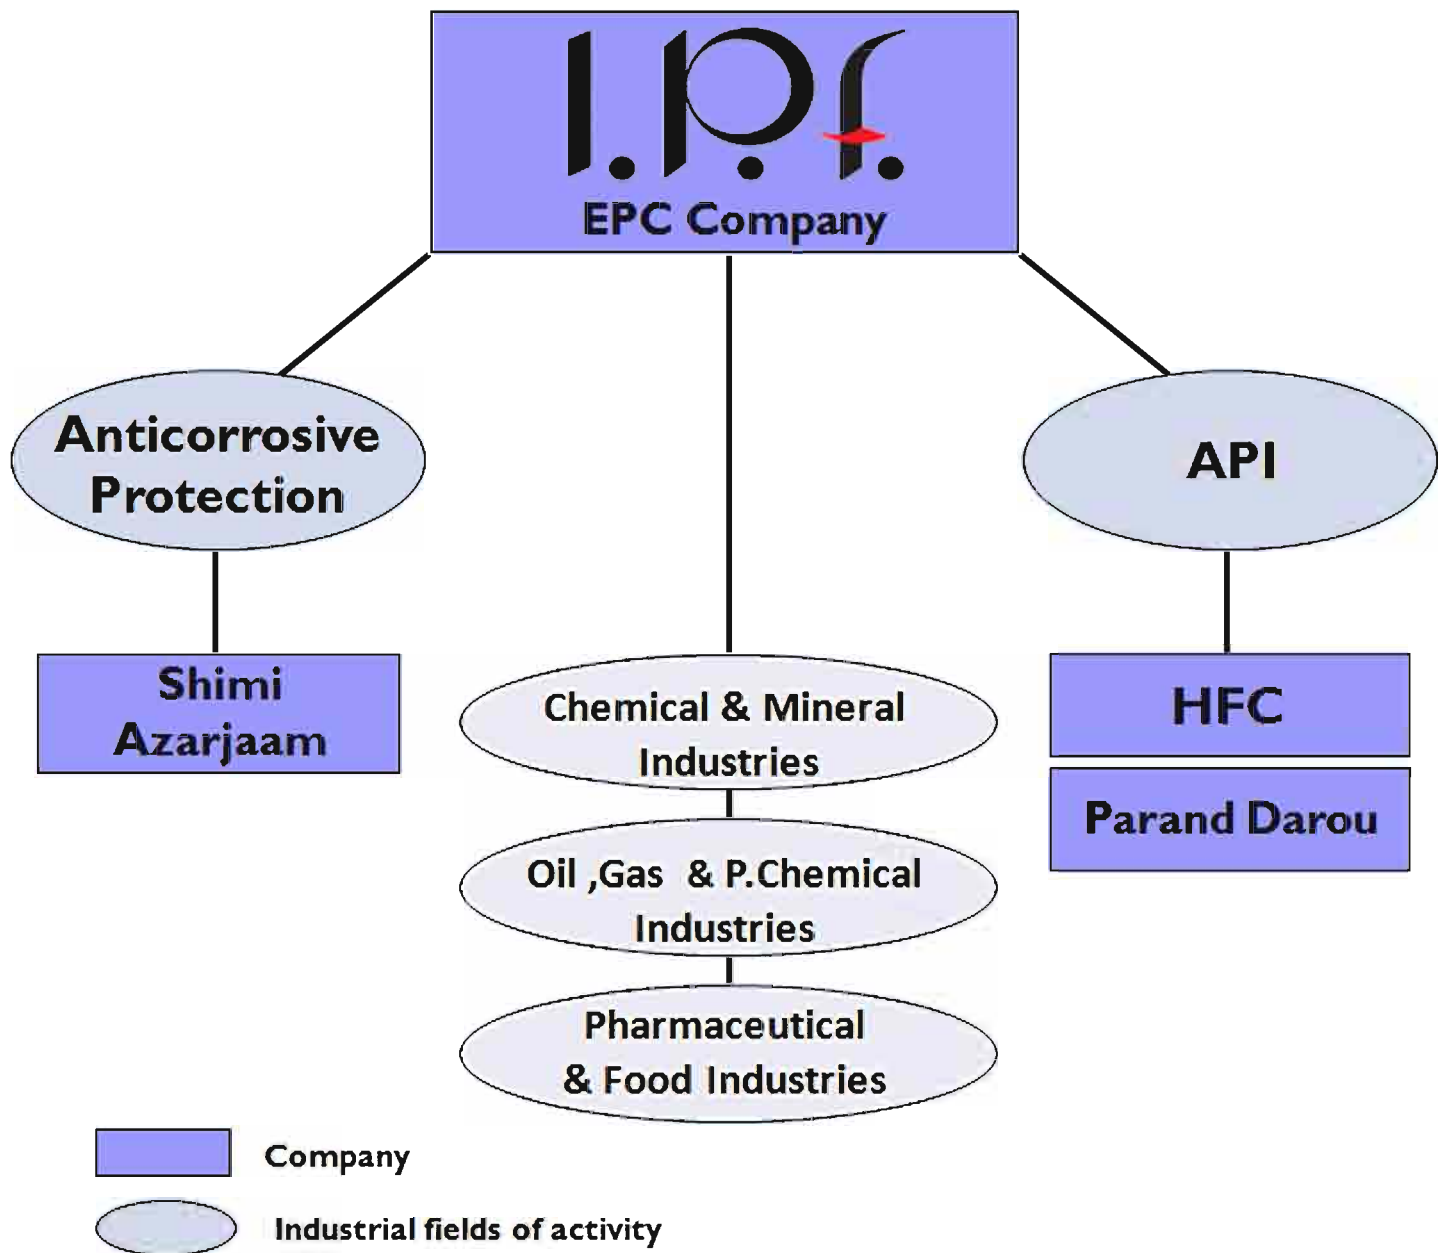 I.P.f.
EPC Company
Anticorrosive
Protection
API
Shimi
Azarjaam
Chemical & Mineral
Industries
HFC
Parand Darou
Oil ,Gas & P.Chemical
Industries
Pharmaceutical
& Food Industries
Company
Industrial fields of activity